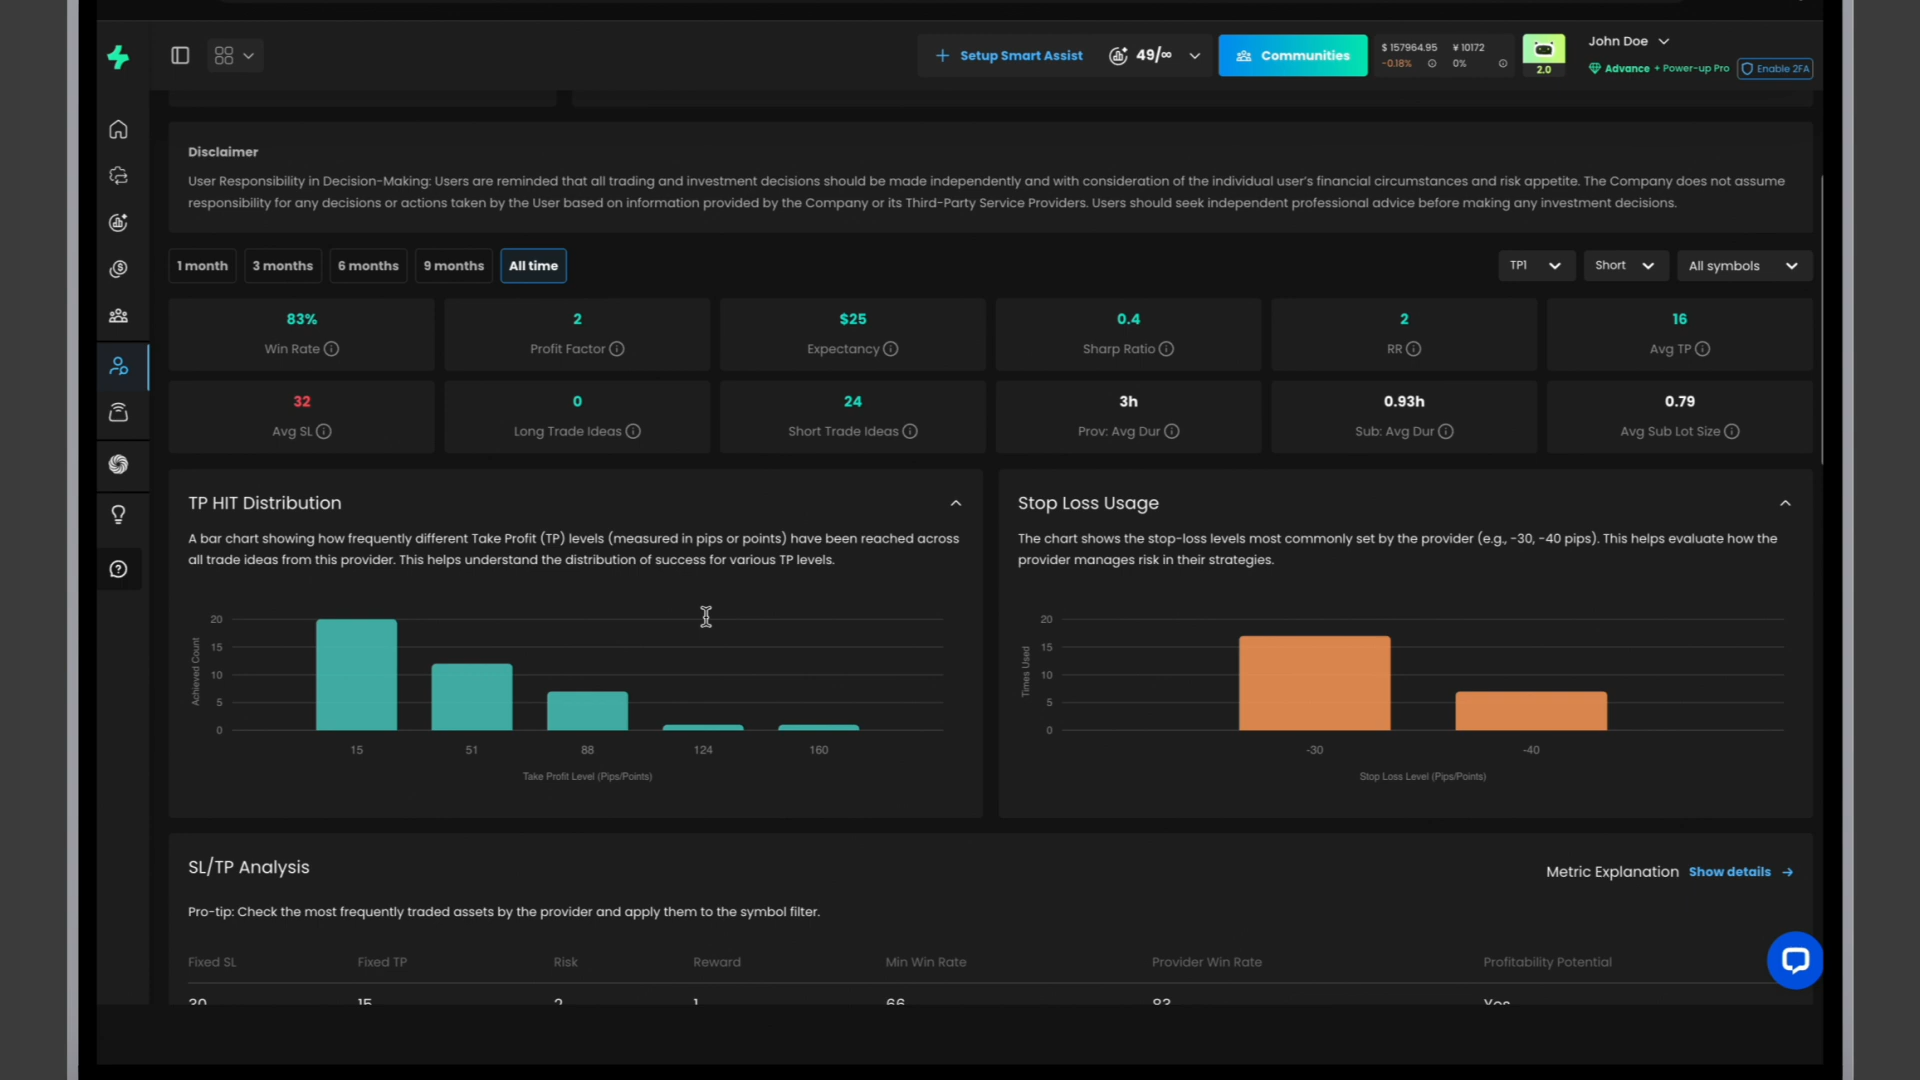 Setup Smart Assist
49/∞
Communities
$ 157964.95 ¥ 10172
-0.18% 0%
2.0
John Doe
Advance + Power-up Pro
Enable 2FA
Disclaimer
User Responsibility in Decision-Making: Users are reminded that all trading and investment decisions should be made independently and with consideration of the individual user's financial circumstances and risk appetite. The Company does not assume
responsibility for any decisions or actions taken by the User based on information provided by the Company or its Third-Party Service Providers. Users should seek independent professional advice before making any investment decisions.
1 month 3 months 6 months 9 months All time
TP1 Short All symbols
83% 2 $25 0.4 2 16
Win Rate Profit Factor Expectancy Sharp Ratio RR Avg TP
32 0 24 3h 0.93h 0.79
Avg SL Long Trade Ideas Short Trade Ideas Prov: Avg Dur Sub: Avg Dur Avg Sub Lot Size
TP HIT Distribution
A bar chart showing how frequently different Take Profit (TP) levels (measured in pips or points) have been reached across
all trade ideas from this provider. This helps understand the distribution of success for various TP levels.
Achieved Count
20
15
10
5
0
15 51 88 124 160
Take Profit Level (Pips/Points)
Stop Loss Usage
The chart shows the stop-loss levels most commonly set by the provider (e.g., -30, -40 pips). This helps evaluate how the
provider manages risk in their strategies.
Times Used
20
15
10
5
0
-30 -40
Stop Loss Level (Pips/Points)
SL/TP Analysis
Metric Explanation Show details
Pro-tip: Check the most frequently traded assets by the provider and apply them to the symbol filter.
Fixed SL Fixed TP Risk Reward Min Win Rate Provider Win Rate Profitability Potential
30 15 2 1 66 83 Yes